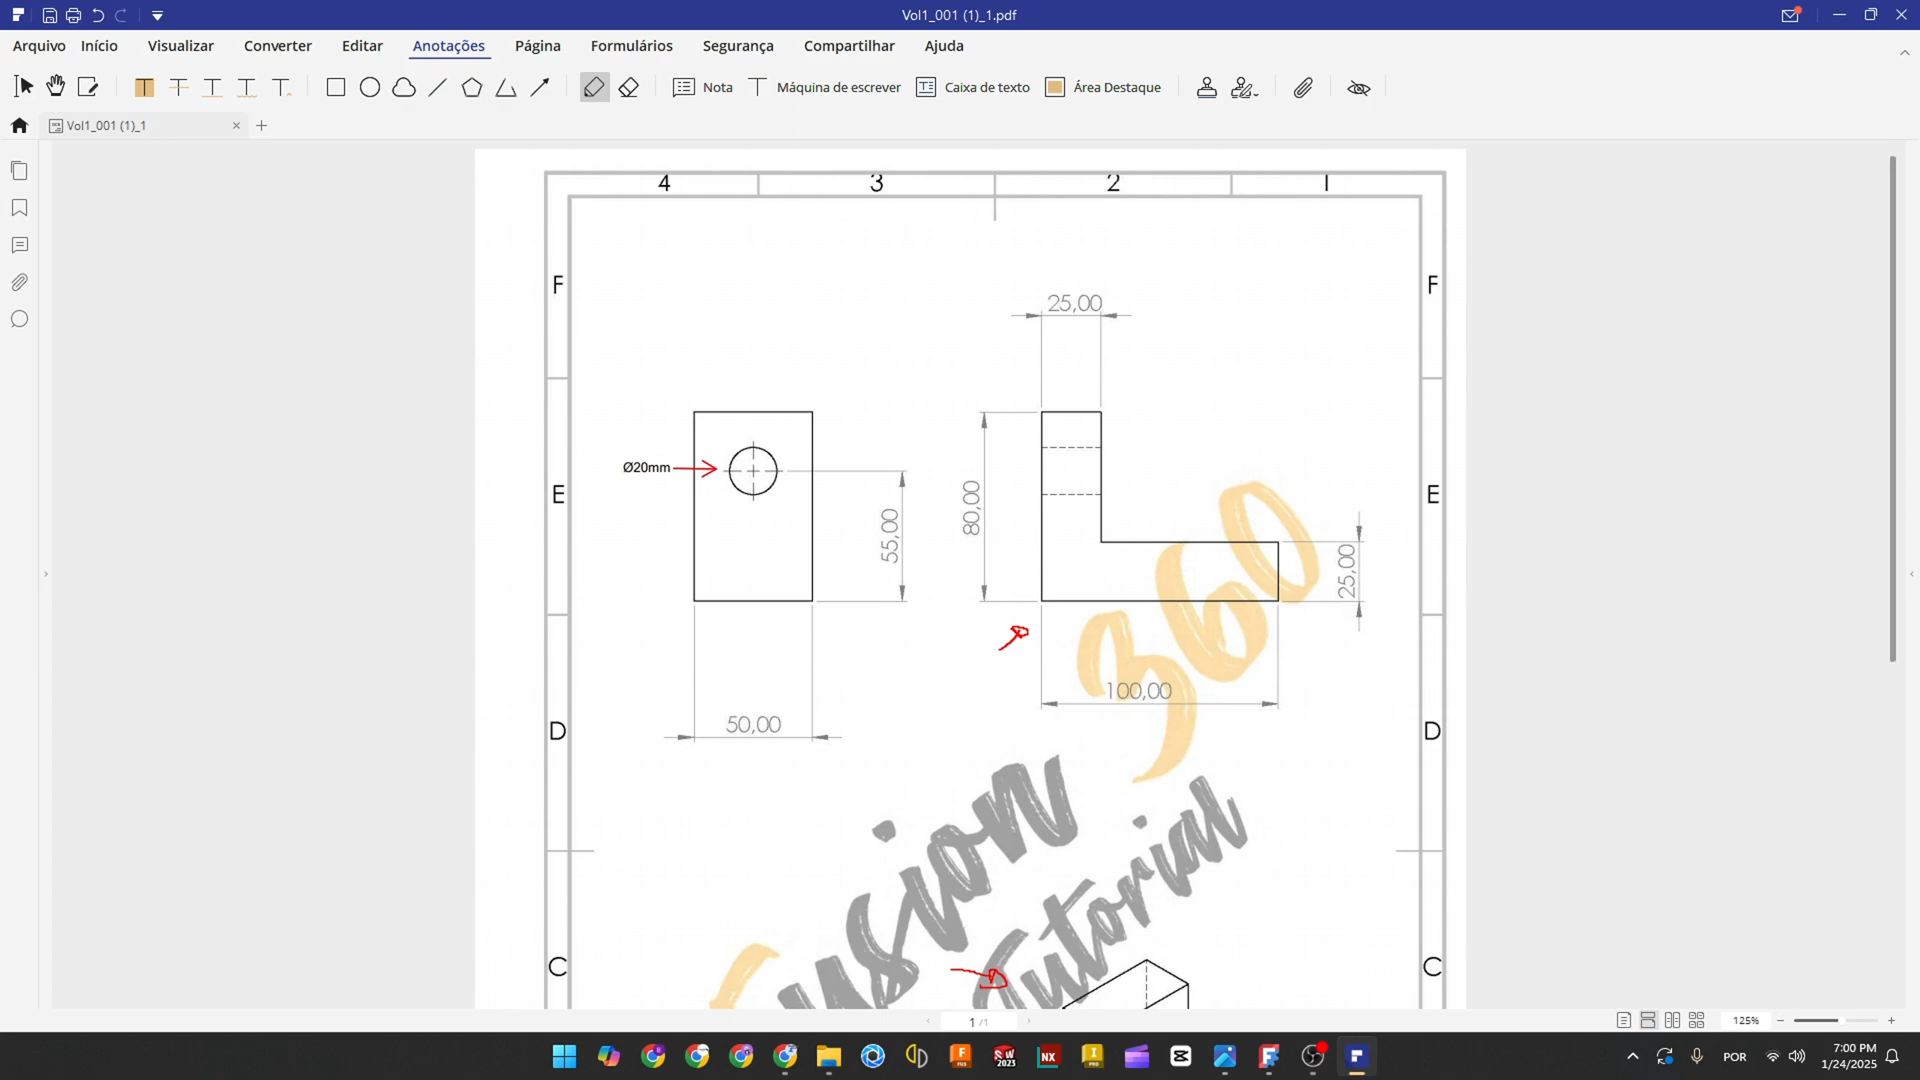 Vol1_001 (1)_1.pdf
Arquivo Início Visualizar Converter Editar Anotações Página Formulários Segurança Compartilhar Ajuda
Nota Máquina de escrever Caixa de texto Área Destaque
Vol1_001 (1)_1
4 3 2 1
F F
25,00
Ø20mm
E E
80,00
55,00
25,00
360
100,00
50,00
D D
Fusion
Tutorial
C C
1 /1
125%
POR
7:00 PM
1/24/2025